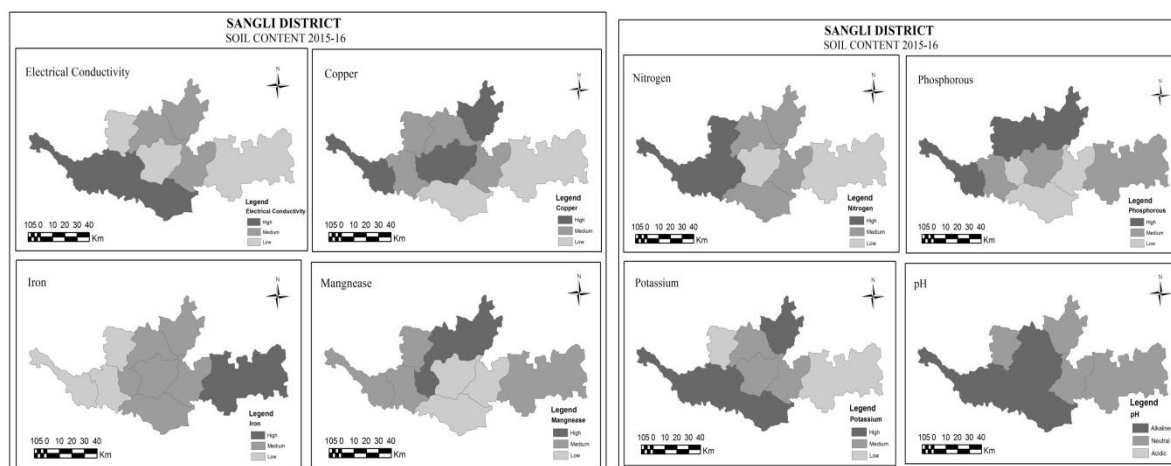 SANGLI DISTRICT
SOIL CONTENT 2015-16
Electrical Conductivity
N
Legend
Electrical Conductivity
High
Medium
Low
105 0 10 20 30 40
Km
Copper
N
Legend
Copper
High
Medium
Low
105 0 10 20 30 40
Km
Iron
N
Legend
Iron
High
Medium
Low
105 0 10 20 30 40
Km
Mangnease
N
Legend
Mangnease
High
Medium
Low
105 0 10 20 30 40
Km
SANGLI DISTRICT
SOIL CONTENT 2015-16
Nitrogen
N
Legend
Nitrogen
High
Medium
Low
105 0 10 20 30 40
Km
Phosphorous
N
Legend
Phosphorous
High
Medium
Low
105 0 10 20 30 40
Km
Potassium
N
Legend
Potassium
High
Medium
Low
105 0 10 20 30 40
Km
pH
N
Legend
pH
Alkaline
Neutral
Acidic
105 0 10 20 30 40
Km